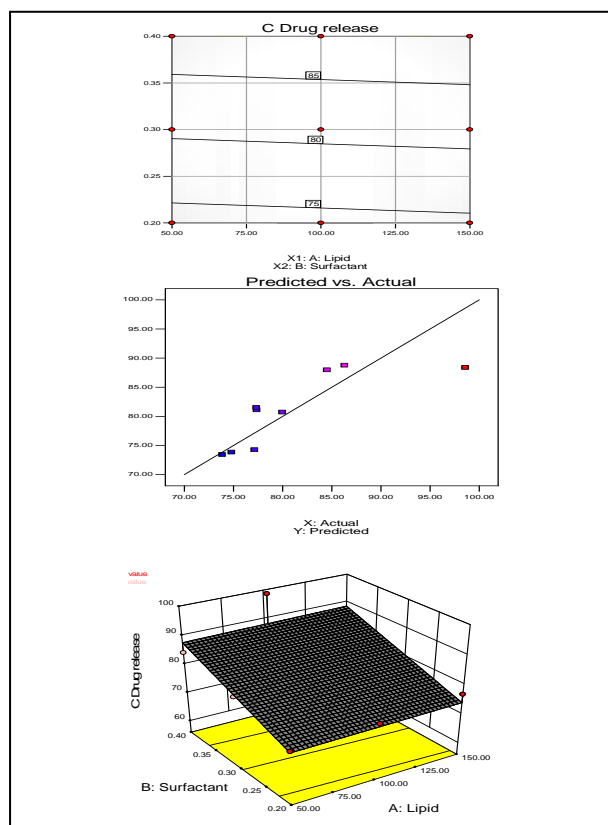 C Drug release
0.40
0.35
85
0.30
80
0.25
75
0.20
50.00 75.00 100.00 125.00 150.00
X1: A: Lipid
X2: B: Surfactant
Predicted vs. Actual
100.00
95.00
90.00
85.00
80.00
75.00
70.00
70.00 75.00 80.00 85.00 90.00 95.00 100.00
X: Actual
Y: Predicted
value
value
100
90
80
70
60
C Drug release
0.40
0.35
0.30
0.25
0.20
B: Surfactant
50.00
75.00
100.00
125.00
150.00
A: Lipid